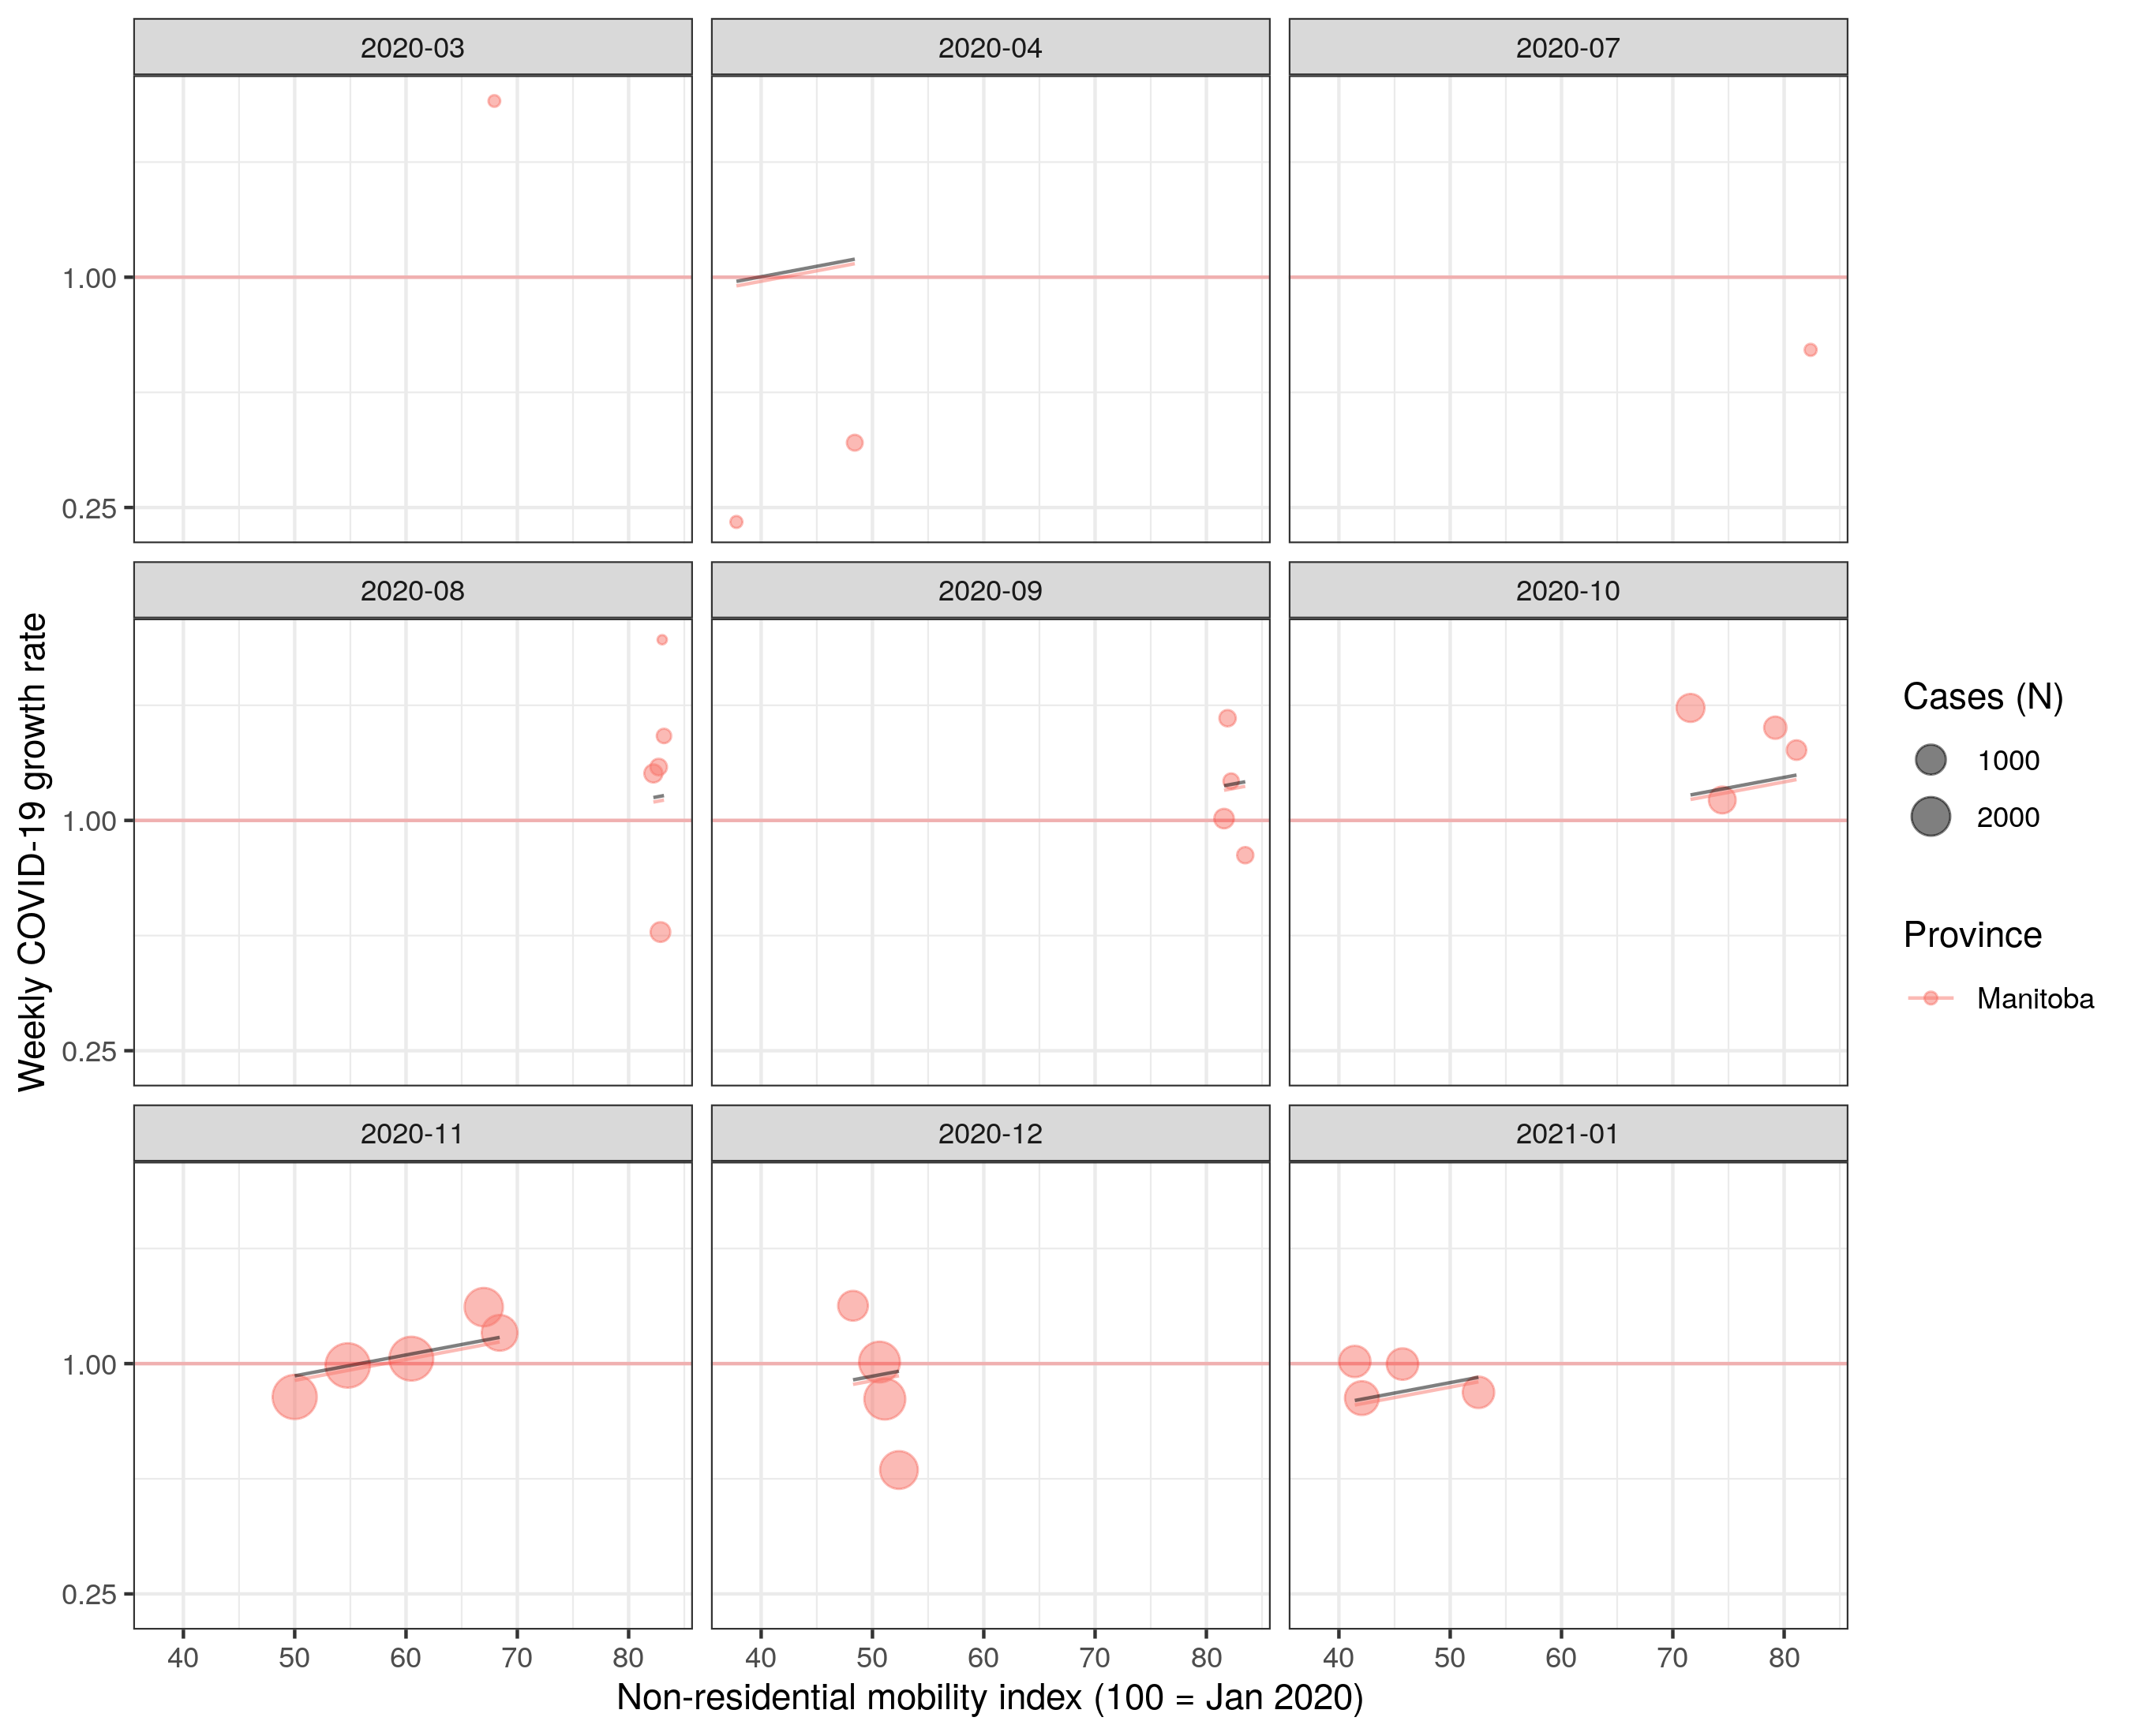 2020-03
2020-04
2020-07
1.00
0.25
2020-08
2020-09
2020-10
1.00
0.25
2020-11
2020-12
2021-01
1.00
0.25
40 50 60 70 80
40 50 60 70 80
40 50 60 70 80
Non-residential mobility index (100 = Jan 2020)
Weekly COVID-19 growth rate
Cases (N)
1000
2000
Province
Manitoba